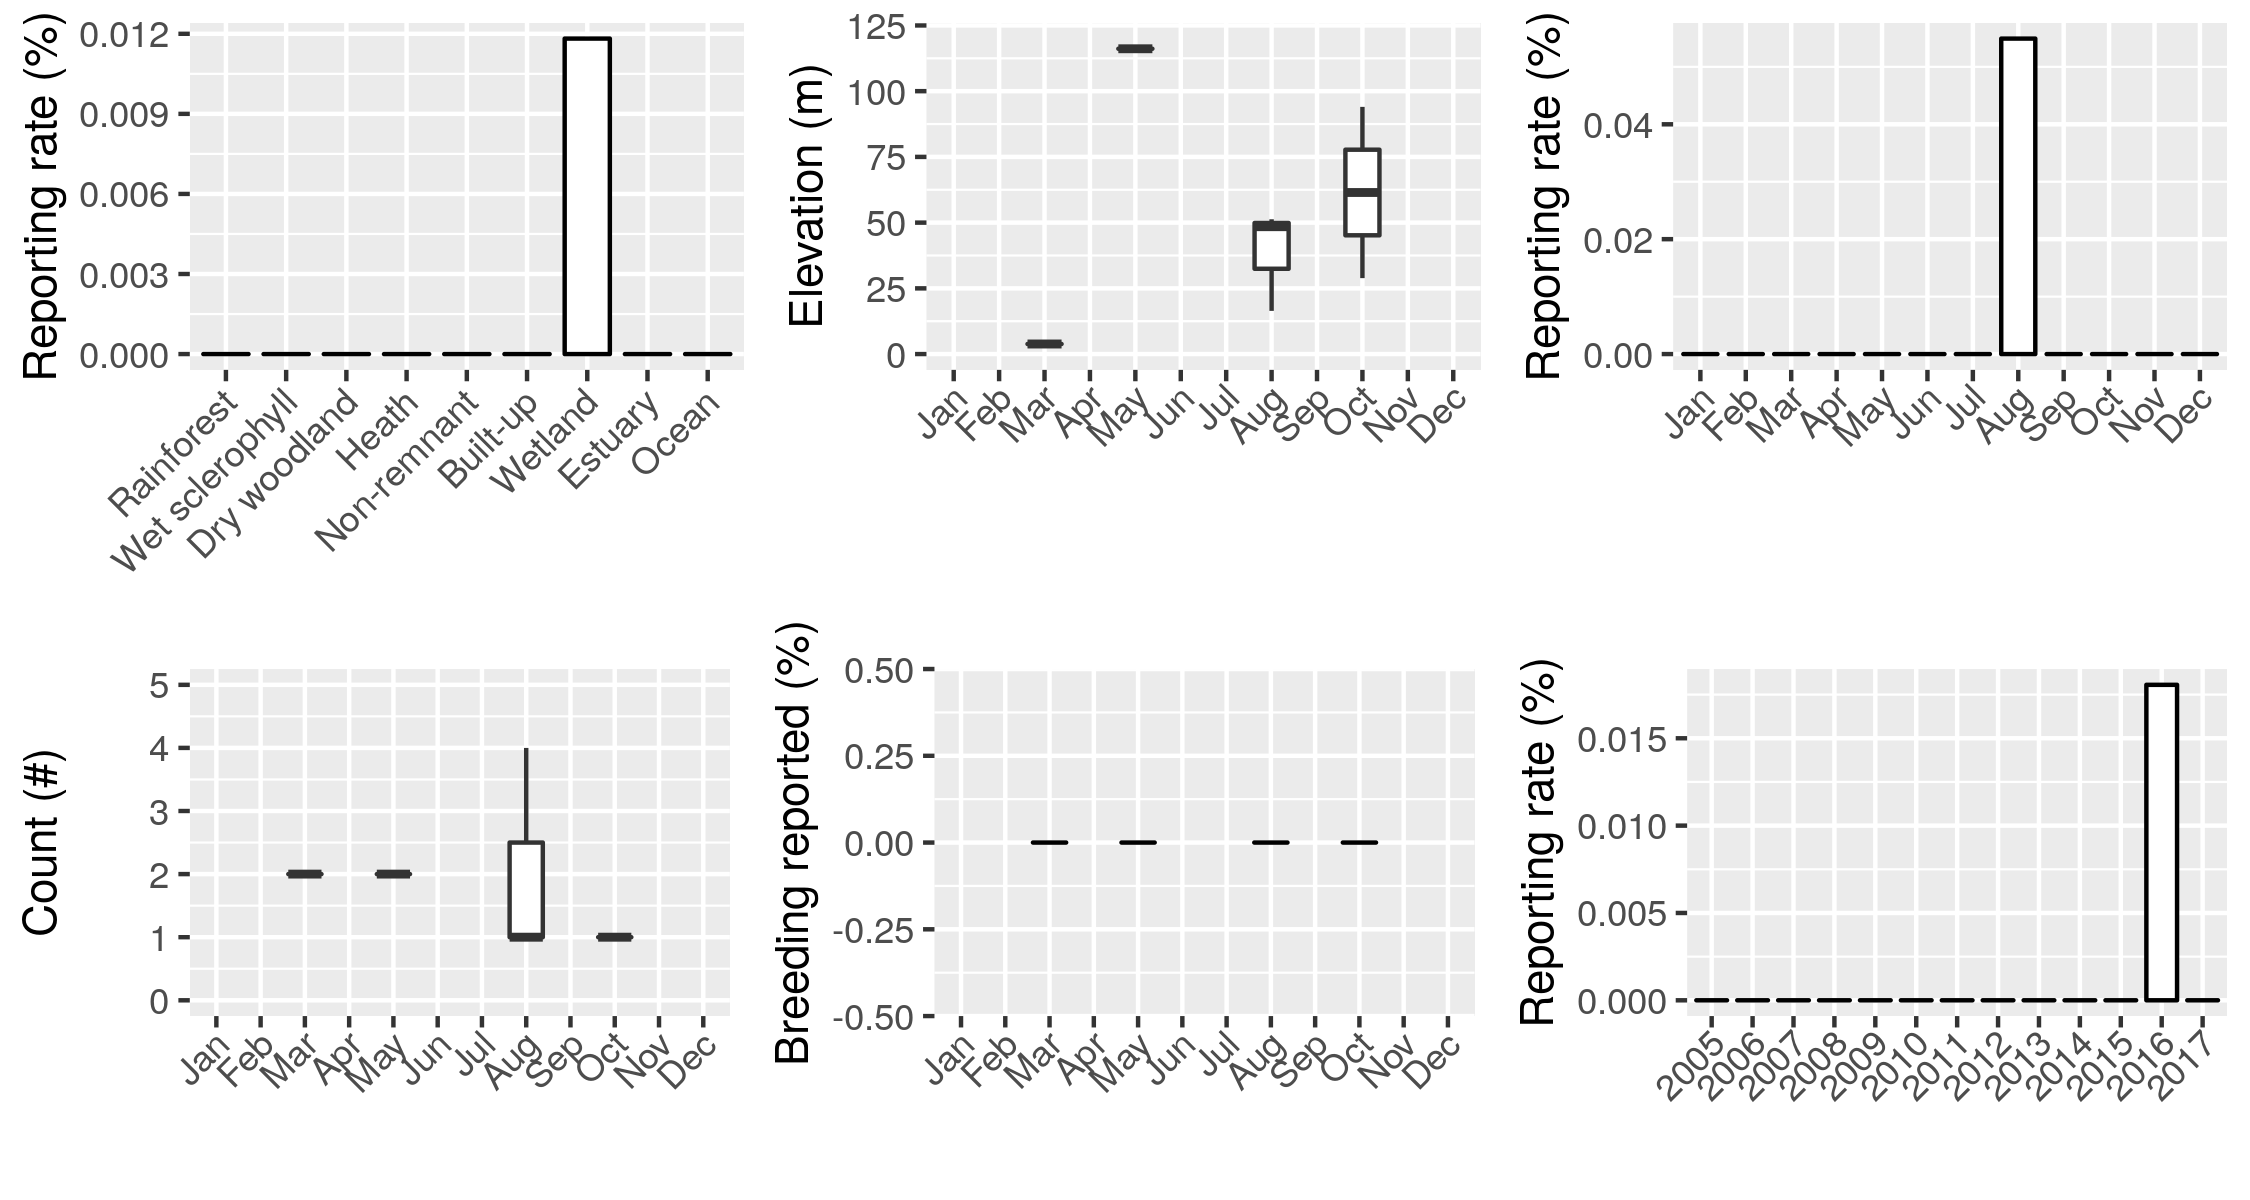 Reporting rate (%)
0.012
0.009
0.006
0.003
0.000
Rainforest
Wet sclerophyll
Dry woodland
Heath
Non-remnant
Built-up
Wetland
Estuary
Ocean
Elevation (m)
125
100
75
50
25
0
Jan
Feb
Mar
Apr
May
Jun
Jul
Aug
Sep
Oct
Nov
Dec
Reporting rate (%)
0.04
0.02
0.00
Jan
Feb
Mar
Apr
May
Jun
Jul
Aug
Sep
Oct
Nov
Dec
Count (#)
5
4
3
2
1
0
Jan
Feb
Mar
Apr
May
Jun
Jul
Aug
Sep
Oct
Nov
Dec
Breeding reported (%)
0.50
0.25
0.00
-0.25
-0.50
Jan
Feb
Mar
Apr
May
Jun
Jul
Aug
Sep
Oct
Nov
Dec
Reporting rate (%)
0.015
0.010
0.005
0.000
2005
2006
2007
2008
2009
2010
2011
2012
2013
2014
2015
2016
2017